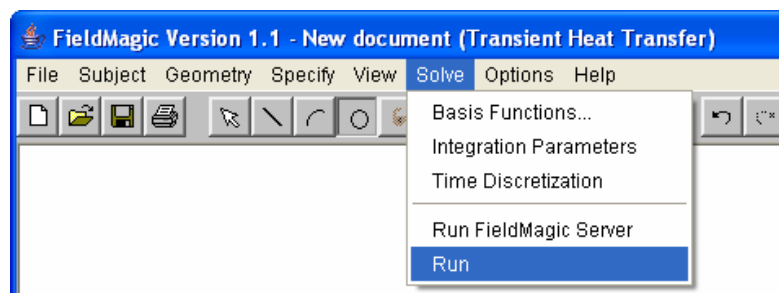 FieldMagic Version 1.1 - New document (Transient Heat Transfer)
File Subject Geometry Specify View Solve Options Help
Basis Functions...
Integration Parameters
Time Discretization
Run FieldMagic Server
Run